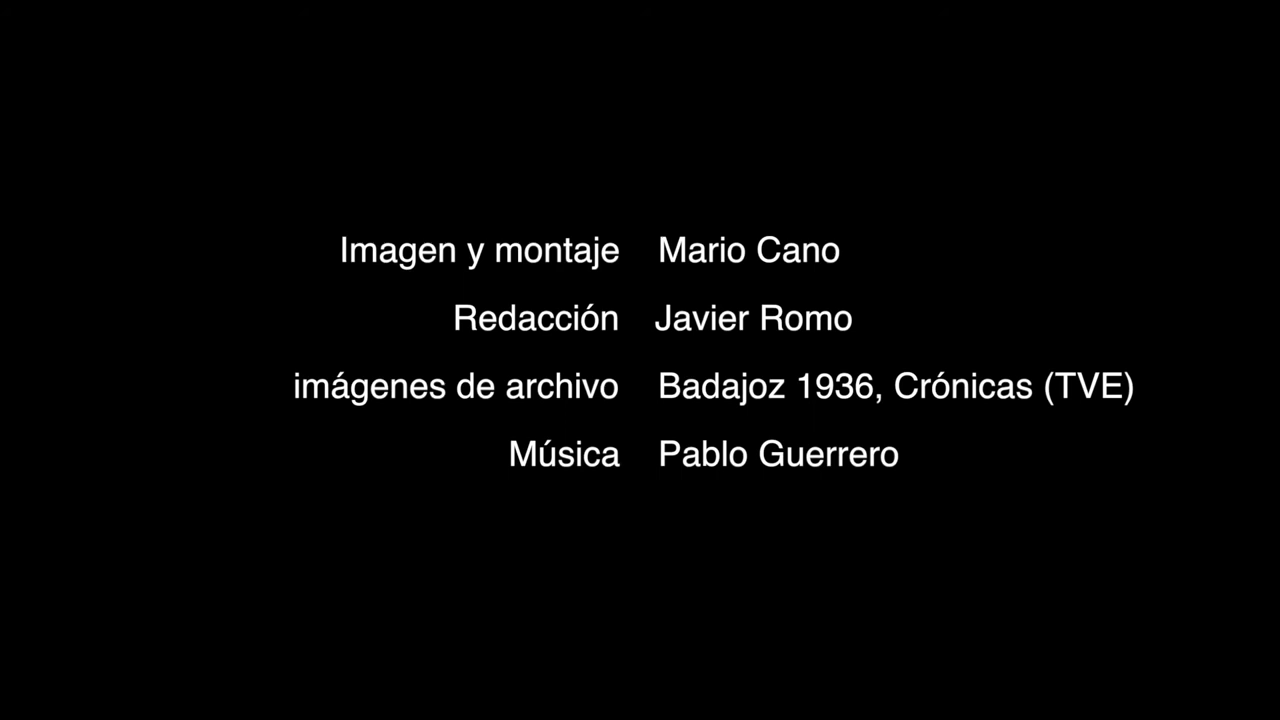 Imagen y montaje Mario Cano
Redacción Javier Romo
imágenes de archivo Badajoz 1936, Crónicas (TVE)
Música Pablo Guerrero